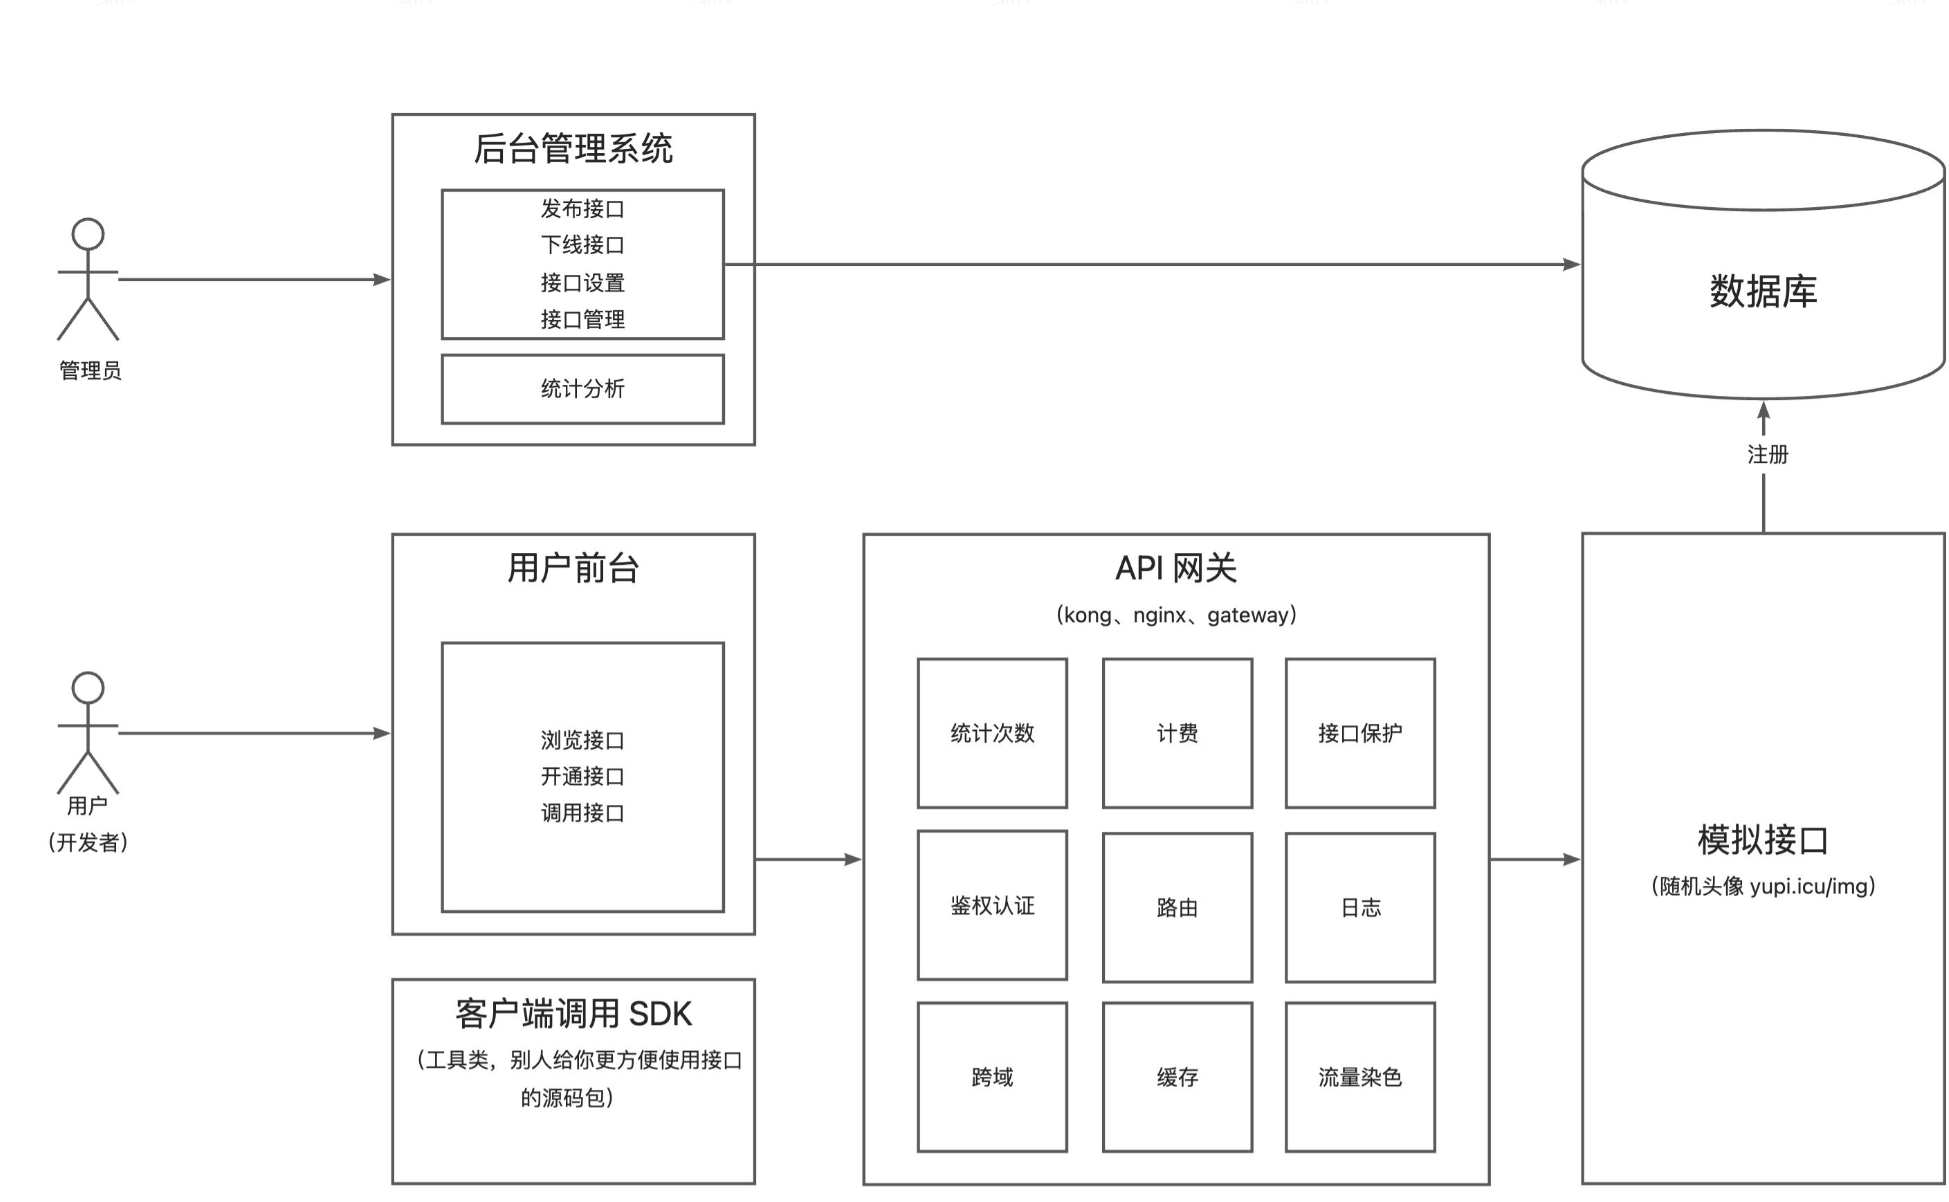 后台管理系统
发布接口
下线接口
接口设置
接口管理
统计分析
管理员
数据库
注册
用户前台
浏览接口
开通接口
调用接口
用户
（开发者）
客户端调用 SDK
（工具类，别人给你更方便使用接口
的源码包）
API 网关
（kong、nginx、gateway）
统计次数
计费
接口保护
鉴权认证
路由
日志
跨域
缓存
流量染色
模拟接口
（随机头像 yupi.icu/img）